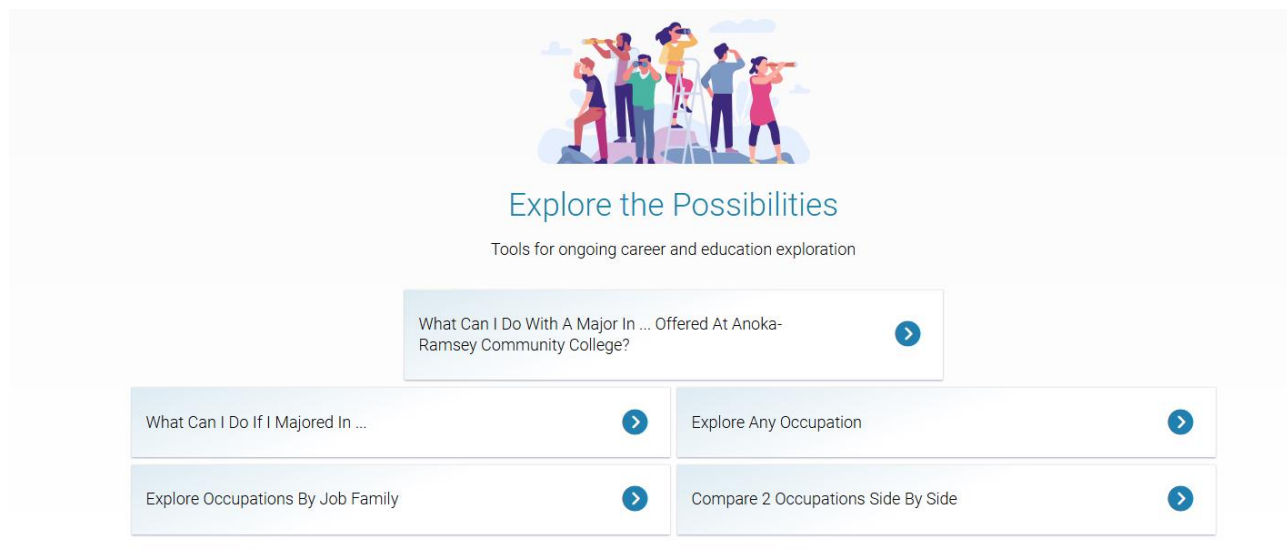 Explore the Possibilities
Tools for ongoing career and education exploration
What Can I Do With A Major In ... Offered At Anoka-
Ramsey Community College?
What Can I Do If I Majored In ...
Explore Any Occupation
Explore Occupations By Job Family
Compare 2 Occupations Side By Side